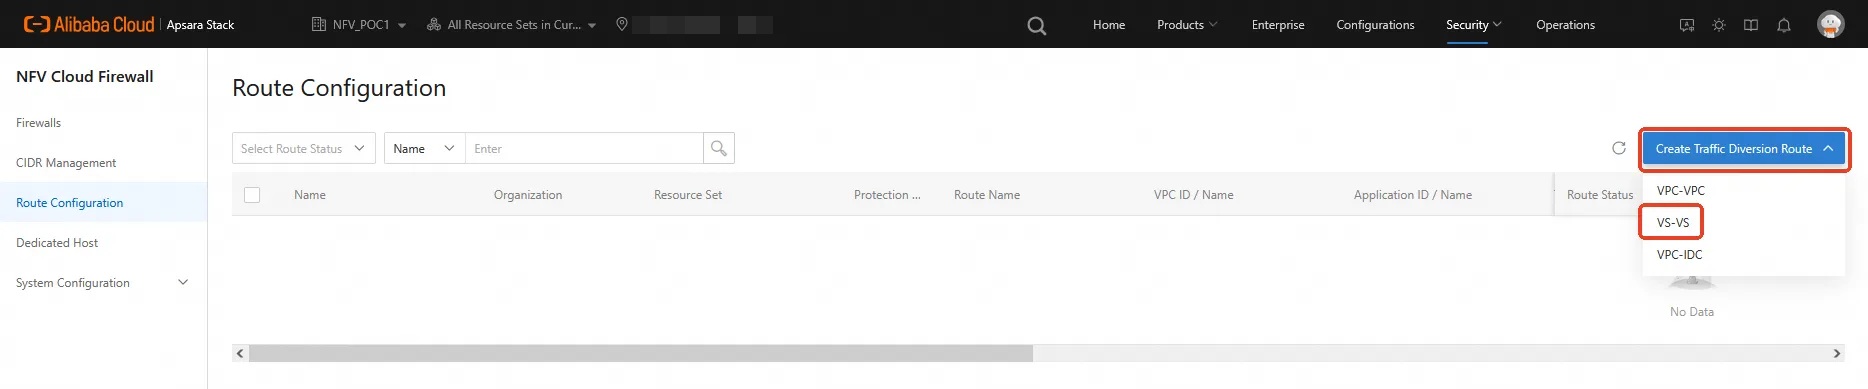 Alibaba Cloud | Apsara Stack NFV_POC1 All Resource Sets in Cur... Home Products Enterprise Configurations Security Operations
NFV Cloud Firewall
Firewalls
CIDR Management
Route Configuration
Dedicated Host
System Configuration
Route Configuration
Select Route Status Name Enter Create Traffic Diversion Route
VPC-VPC
VS-VS
VPC-IDC
Name Organization Resource Set Protection ... Route Name VPC ID / Name Application ID / Name Route Status
No Data